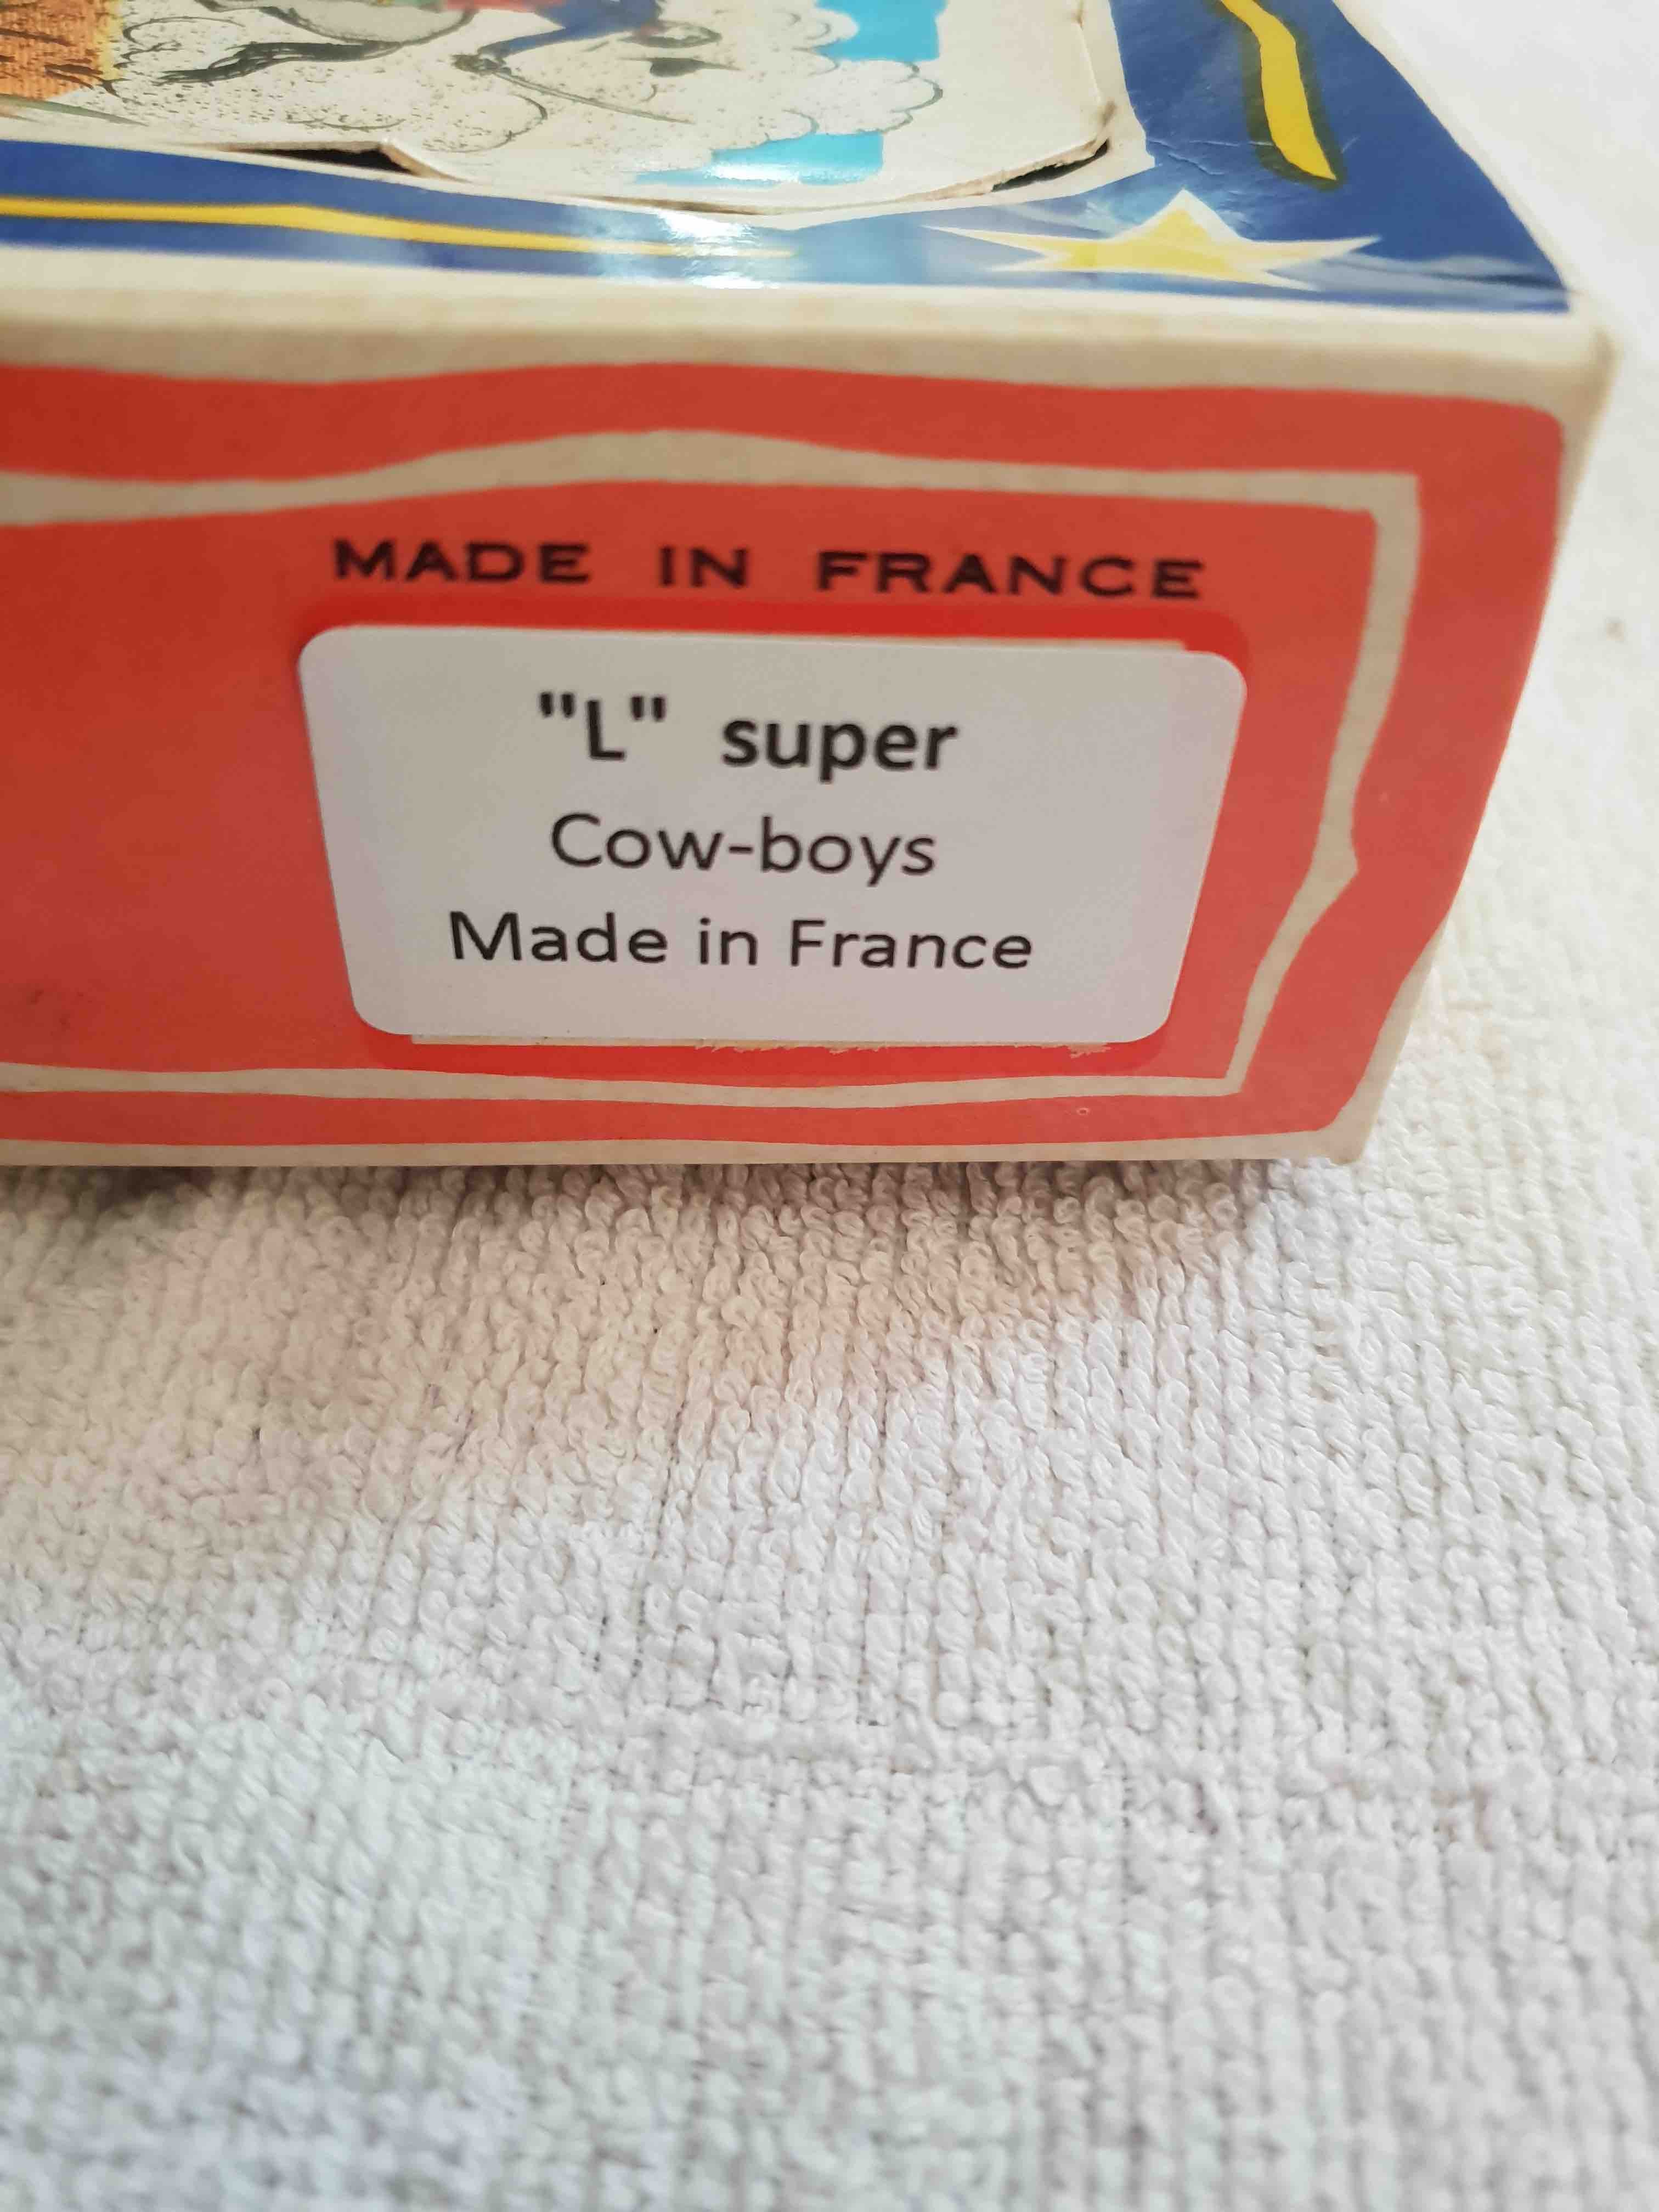 MADE IN FRANCE
"L" super
Cow-boys
Made in France